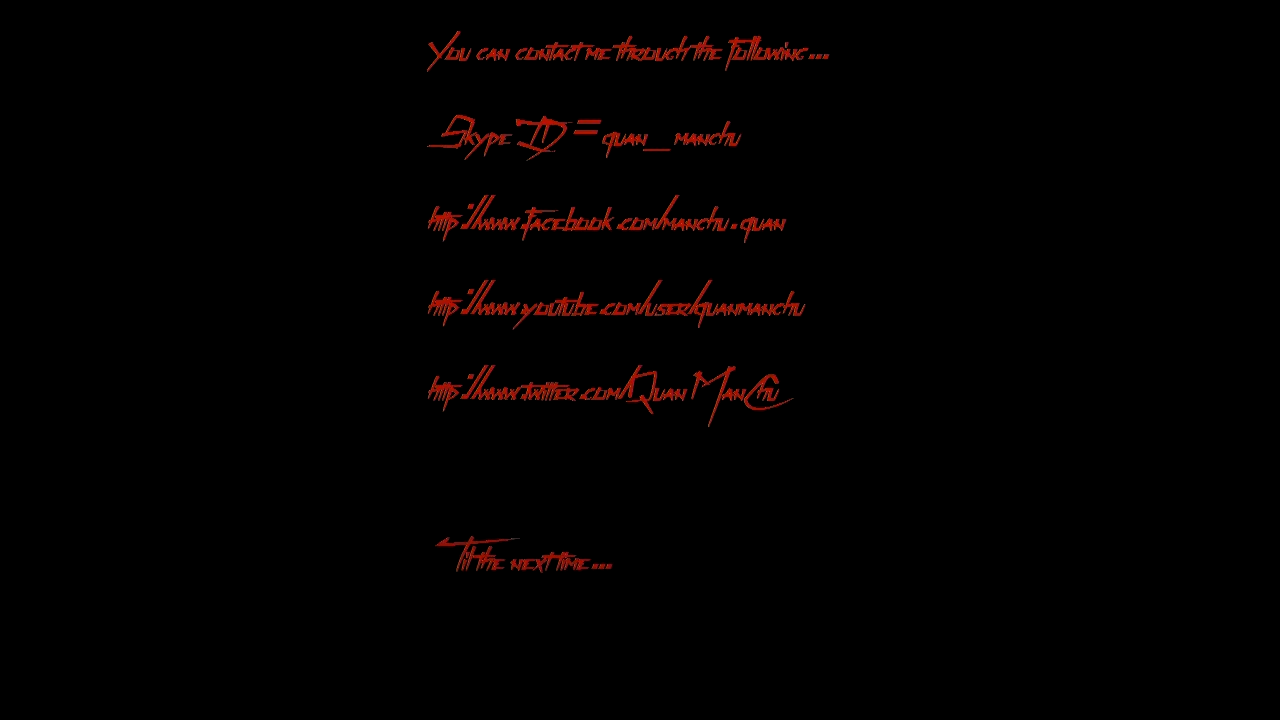 You can contact me through the following...
Skype ID = quan_manchu
http://www.facebook.com/manchu.quan
http://www.youtube.com/user/quanmanchu
http://www.twitter.com/QuanManChu
Til the next time...